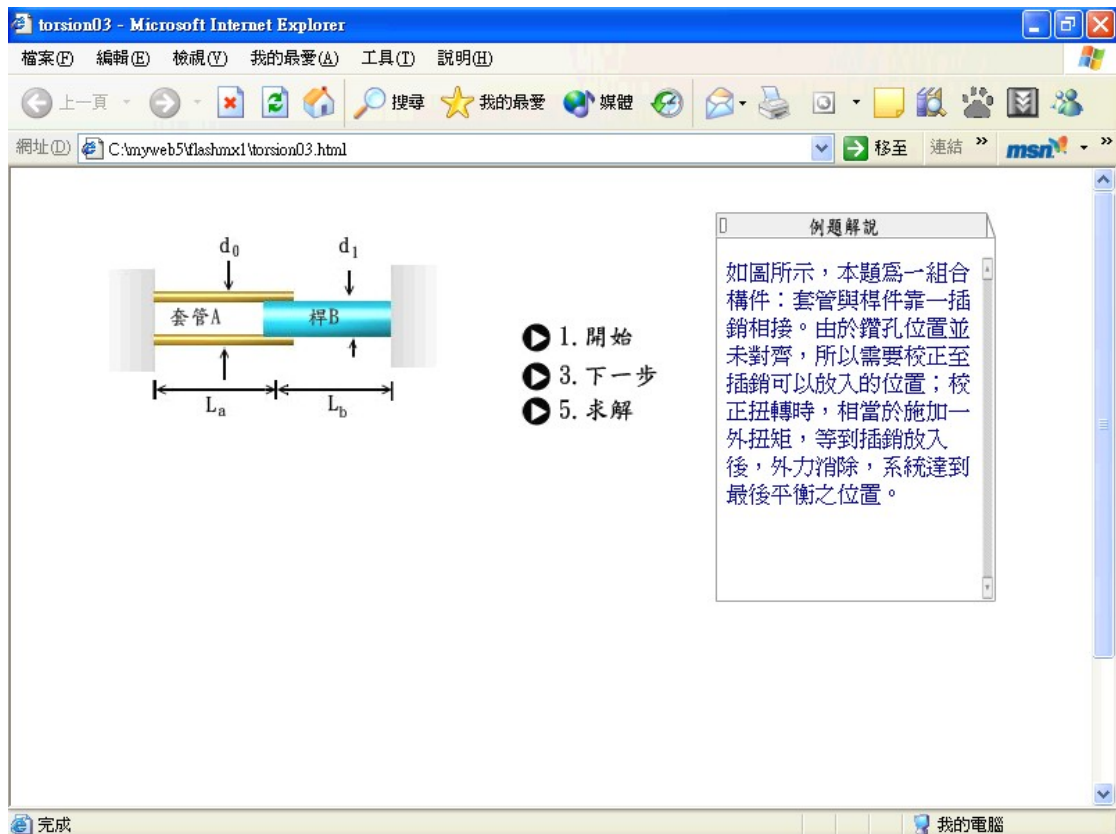 torsion03 - Microsoft Internet Explorer
檔案(F) 編輯(E) 檢視(V) 我的最愛(A) 工具(T) 說明(H)
上一頁 搜尋 我的最愛 媒體
網址(D) C:\myweb5\flashmx1\torsion03.html 移至 連結 » msn »
例題解說
如圖所示，本題為一組合
構件：套管與桿件靠一插
銷相接。由於鑽孔位置並
未對齊，所以需要校正至
插銷可以放入的位置；校
正扭轉時，相當於施加一
外扭矩，等到插銷放入
後，外力消除，系統達到
最後平衡之位置。
d0 d1
套管A 桿B
La Lb
1. 開始
3. 下一步
5. 求解
完成 我的電腦